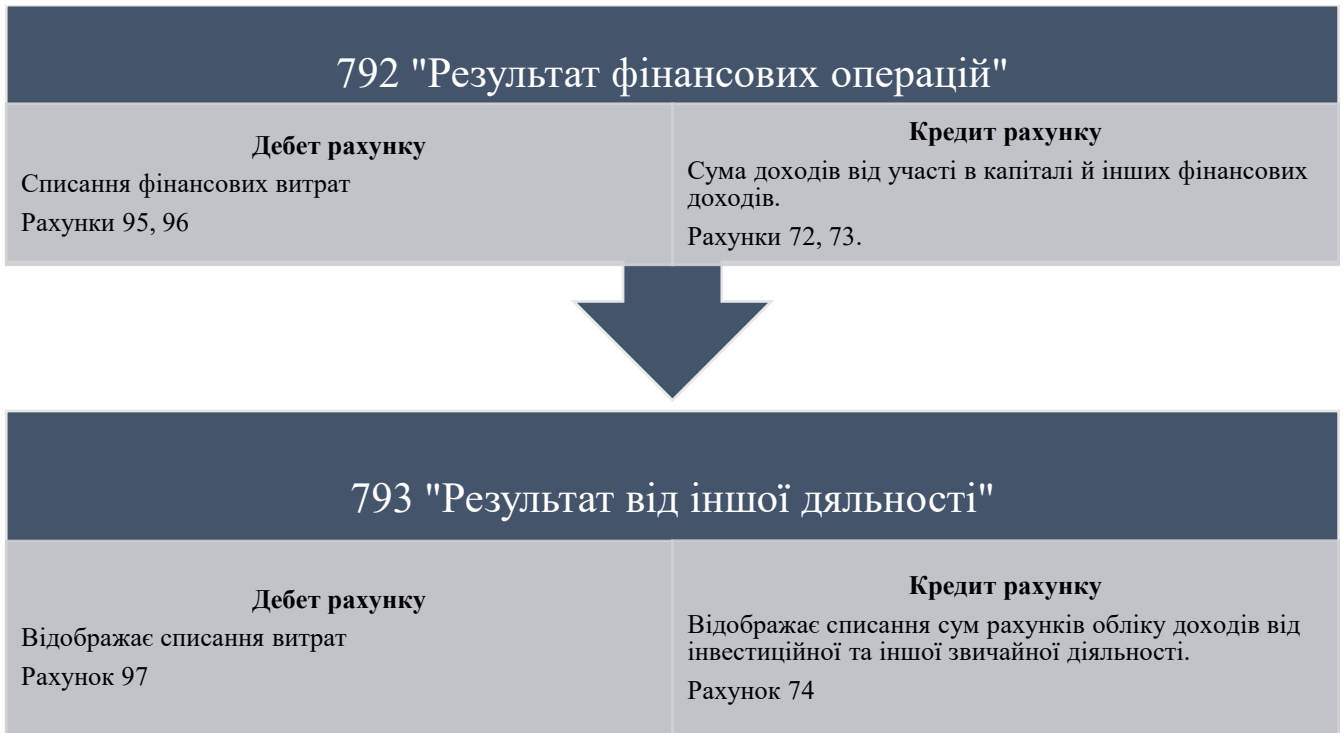 792 "Результат фінансових операцій"
Дебет рахунку
Списання фінансових витрат
Рахунки 95, 96
Кредит рахунку
Сума доходів від участі в капіталі й інших фінансових
доходів.
Рахунки 72, 73.
793 "Результат від іншої дяльності"
Дебет рахунку
Відображає списання витрат
Рахунок 97
Кредит рахунку
Відображає списання сум рахунків обліку доходів від
інвестиційної та іншої звичайної діяльності.
Рахунок 74